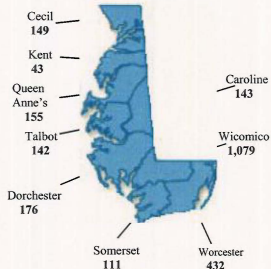 Cecil
149
Kent
43
Queen
Anne's
155
Talbot
142
Dorchester
176
Somerset
111
Worcester
432
Wicomico
1,079
Caroline
143